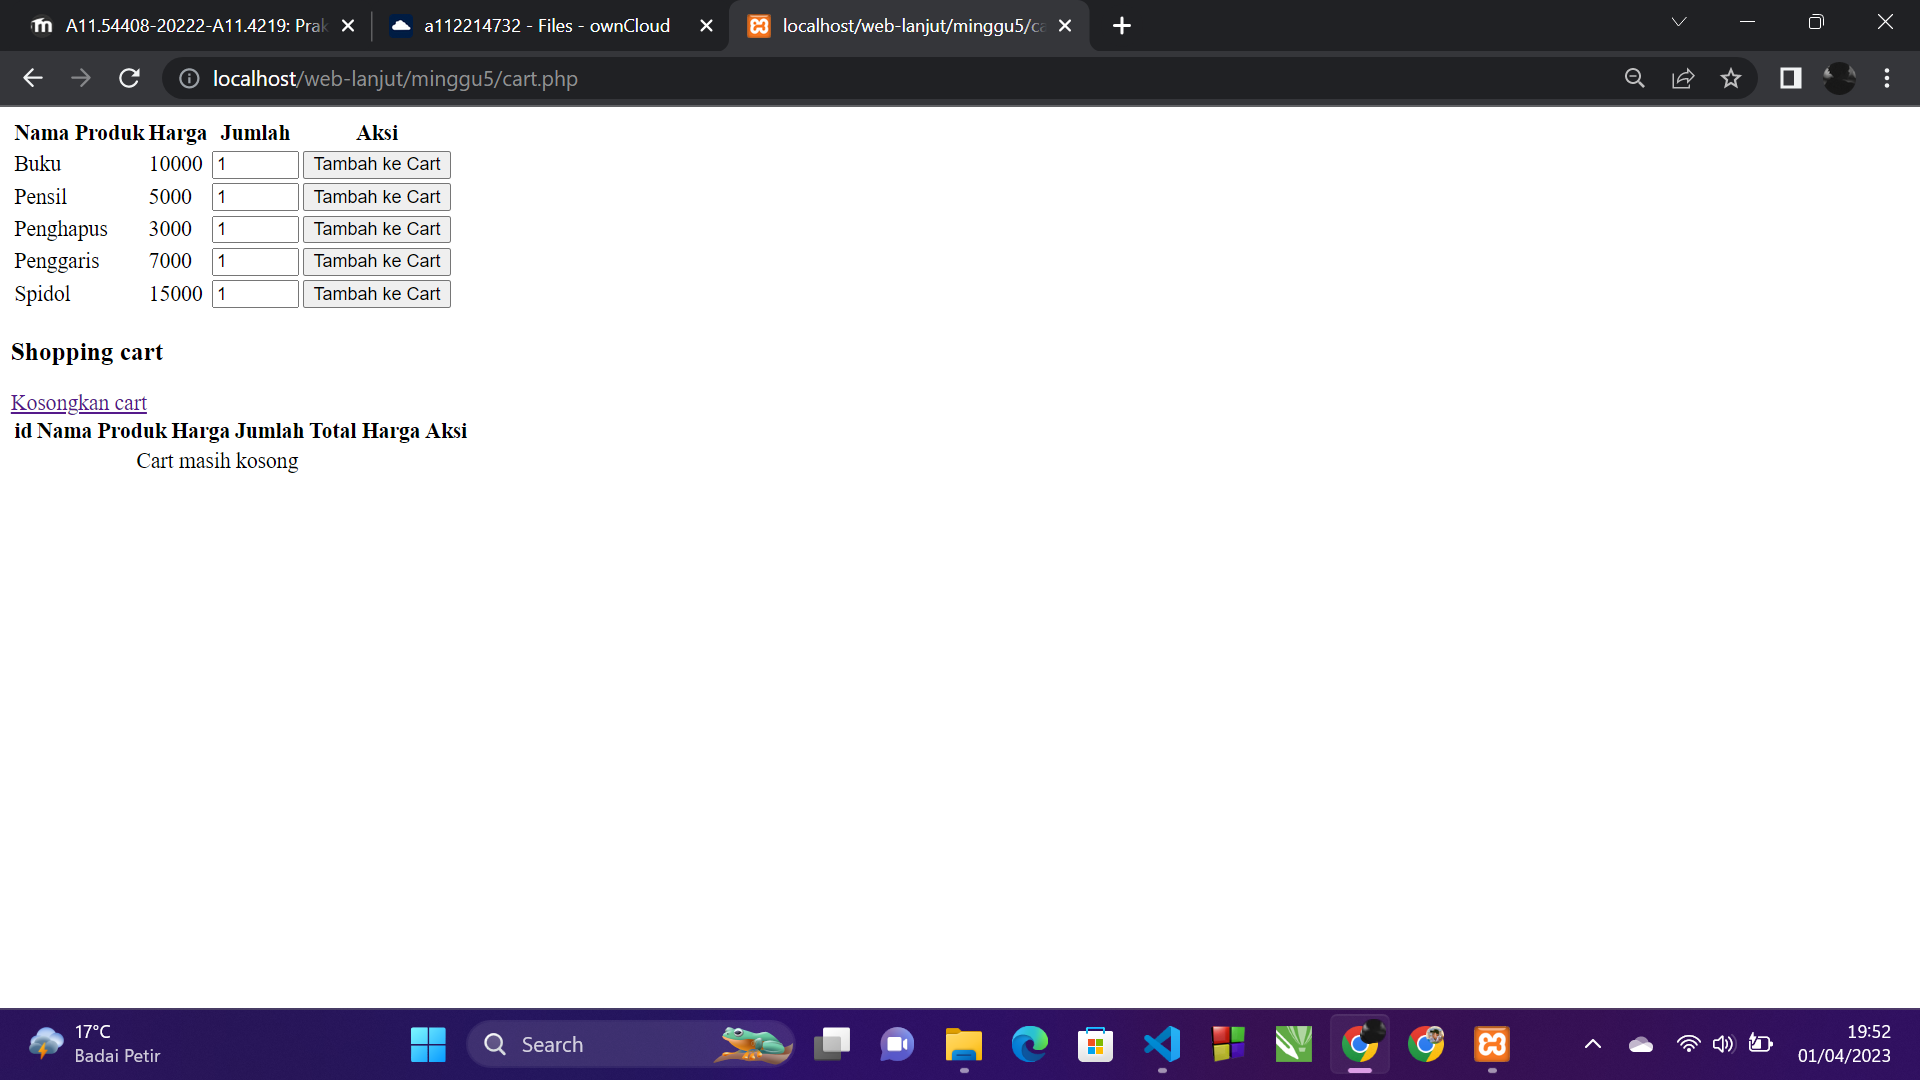 A11.54408-20222-A11.4219: Prak
a112214732 - Files - ownCloud
localhost/web-lanjut/minggu5/ca
localhost/web-lanjut/minggu5/cart.php
Nama Produk Harga Jumlah Aksi
Buku 10000 1 Tambah ke Cart
Pensil 5000 1 Tambah ke Cart
Penghapus 3000 1 Tambah ke Cart
Penggaris 7000 1 Tambah ke Cart
Spidol 15000 1 Tambah ke Cart
Shopping cart
Kosongkan cart
id Nama Produk Harga Jumlah Total Harga Aksi
Cart masih kosong
17°C
Badai Petir
Search
19:52
01/04/2023